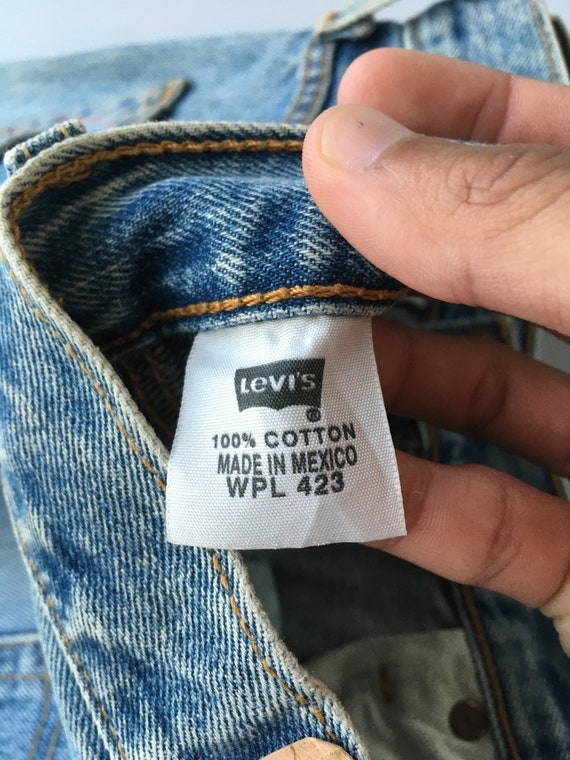 LEVI'S
®
100% COTTON
MADE IN MEXICO
WPL 423